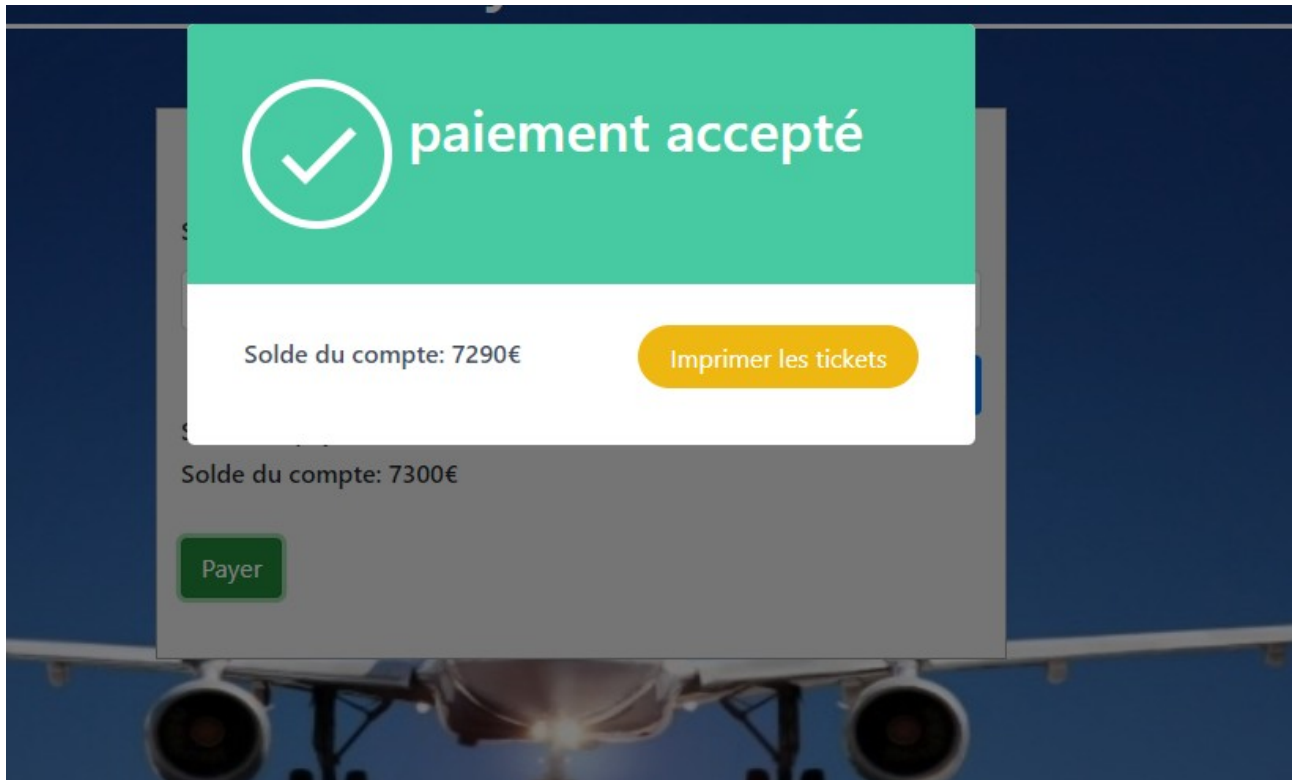 paiement accepté
Solde du compte: 7290€
Imprimer les tickets
Solde du compte: 7300€
Payer